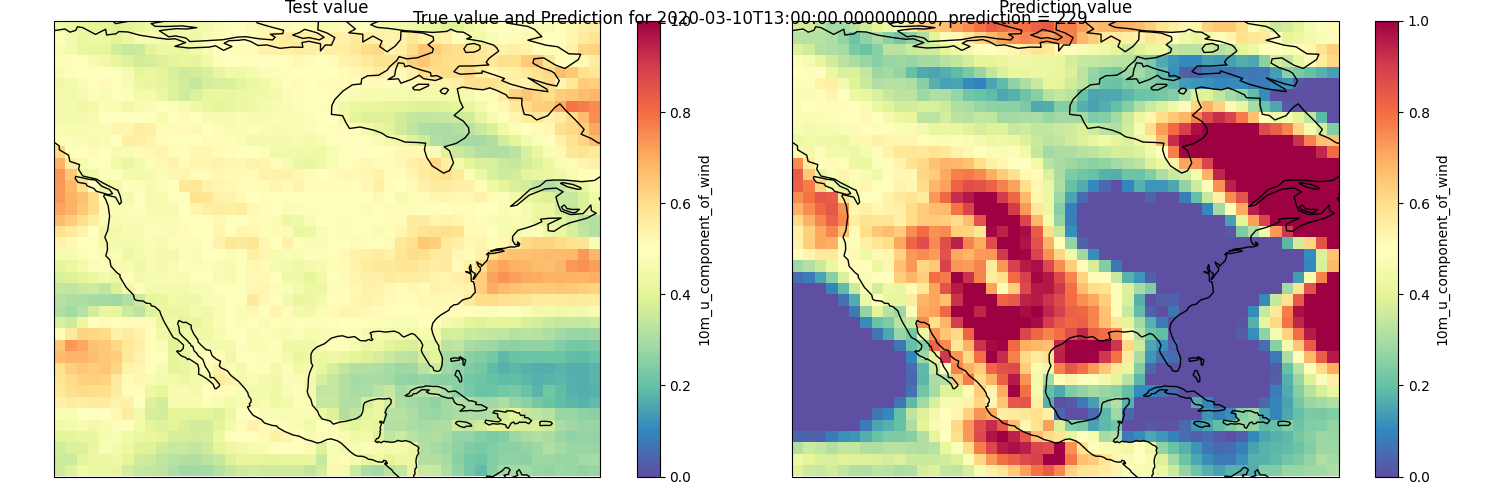 Test value
True value and Prediction for 2020-03-10T13:00:00.000000000, prediction = 229
Prediction value
1.0
0.8
0.6
0.4
0.2
0.0
10m_u_component_of_wind
1.0
0.8
0.6
0.4
0.2
0.0
10m_u_component_of_wind